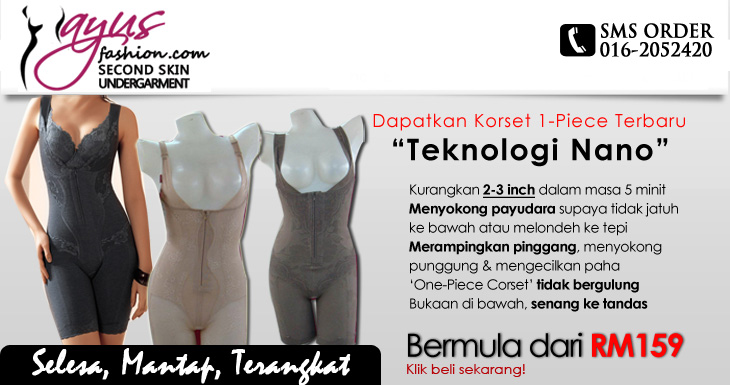 ayus
fashion.com
SECOND SKIN
UNDERGARMENT
SMS ORDER
016-2052420
Dapatkan Korset 1-Piece Terbaru
“Teknologi Nano”
Kurangkan 2-3 inch dalam masa 5 minit
Menyokong payudara supaya tidak jatuh
ke bawah atau melondeh ke tepi
Merampingkan pinggang, menyokong
punggung & mengecilkan paha
‘One-Piece Corset’ tidak bergulung
Bukaan di bawah, senang ke tandas
Bermula dari RM159
Klik beli sekarang!
Selesa, Mantap, Terangkat